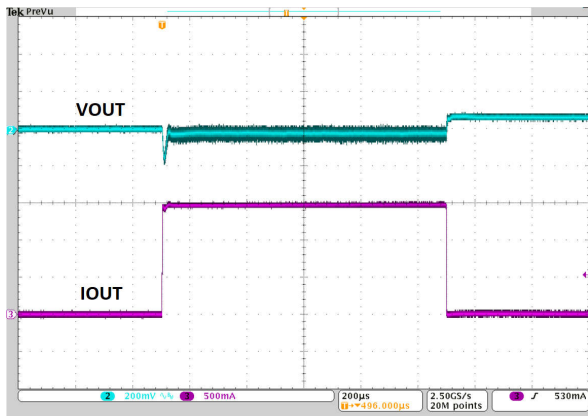 Tek PreVu
T
VOUT
2
IOUT
3
2 200mV 3 500mA 200µs 2.50GS/s 3 530mA
T 496.000µs 20M points